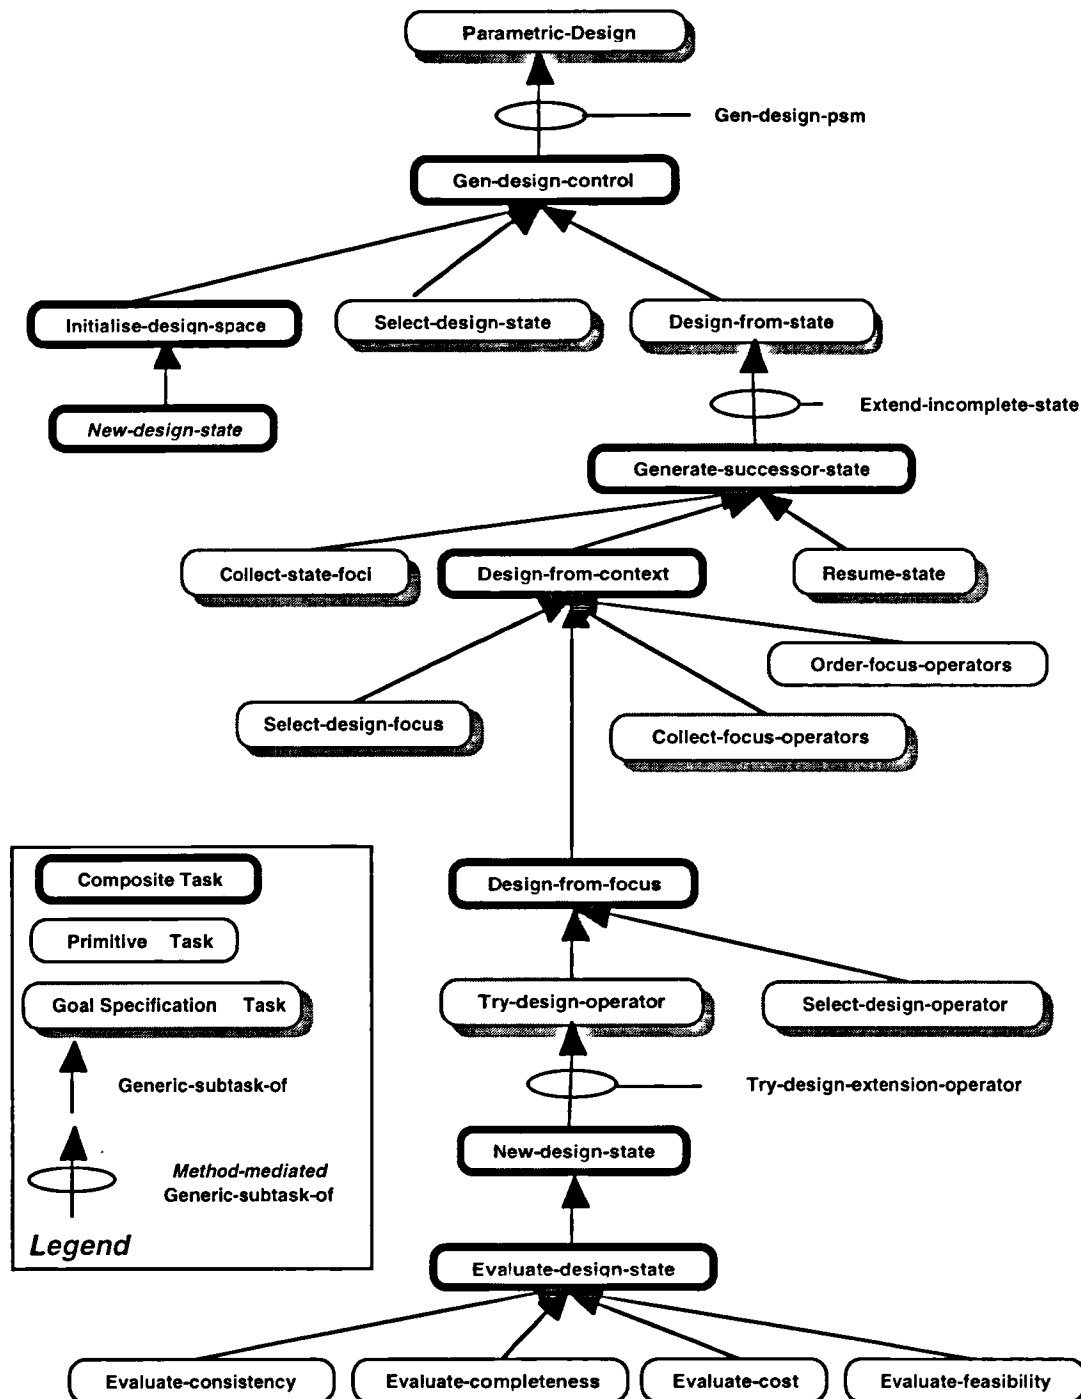 Parametric-Design
Gen-design-psm
Gen-design-control
Initialise-design-space
Select-design-state
Design-from-state
New-design-state
Extend-incomplete-state
Generate-successor-state
Collect-state-foci
Design-from-context
Resume-state
Order-focus-operators
Select-design-focus
Collect-focus-operators
Design-from-focus
Try-design-operator
Select-design-operator
Try-design-extension-operator
New-design-state
Evaluate-design-state
Evaluate-consistency
Evaluate-completeness
Evaluate-cost
Evaluate-feasibility
Composite Task
Primitive Task
Goal Specification Task
Generic-subtask-of
Method-mediated
Generic-subtask-of
Legend